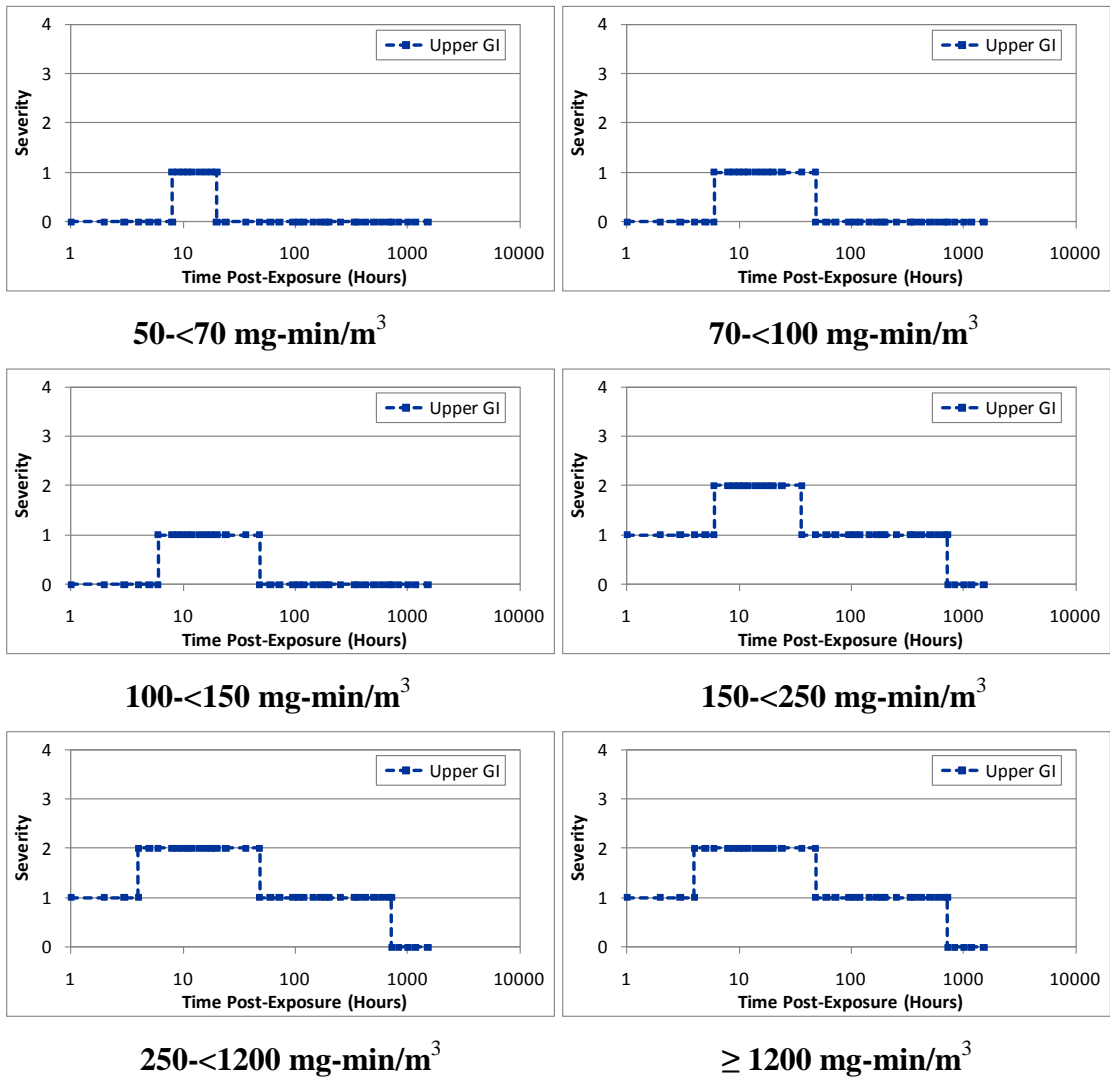 4
3
2
1
0
Severity
Upper GI
1 10 100 1000 10000
Time Post-Exposure (Hours)
50-<70 mg-min/m³
4
3
2
1
0
Severity
Upper GI
1 10 100 1000 10000
Time Post-Exposure (Hours)
70-<100 mg-min/m³
4
3
2
1
0
Severity
Upper GI
1 10 100 1000 10000
Time Post-Exposure (Hours)
100-<150 mg-min/m³
4
3
2
1
0
Severity
Upper GI
1 10 100 1000 10000
Time Post-Exposure (Hours)
150-<250 mg-min/m³
4
3
2
1
0
Severity
Upper GI
1 10 100 1000 10000
Time Post-Exposure (Hours)
250-<1200 mg-min/m³
4
3
2
1
0
Severity
Upper GI
1 10 100 1000 10000
Time Post-Exposure (Hours)
≥ 1200 mg-min/m³